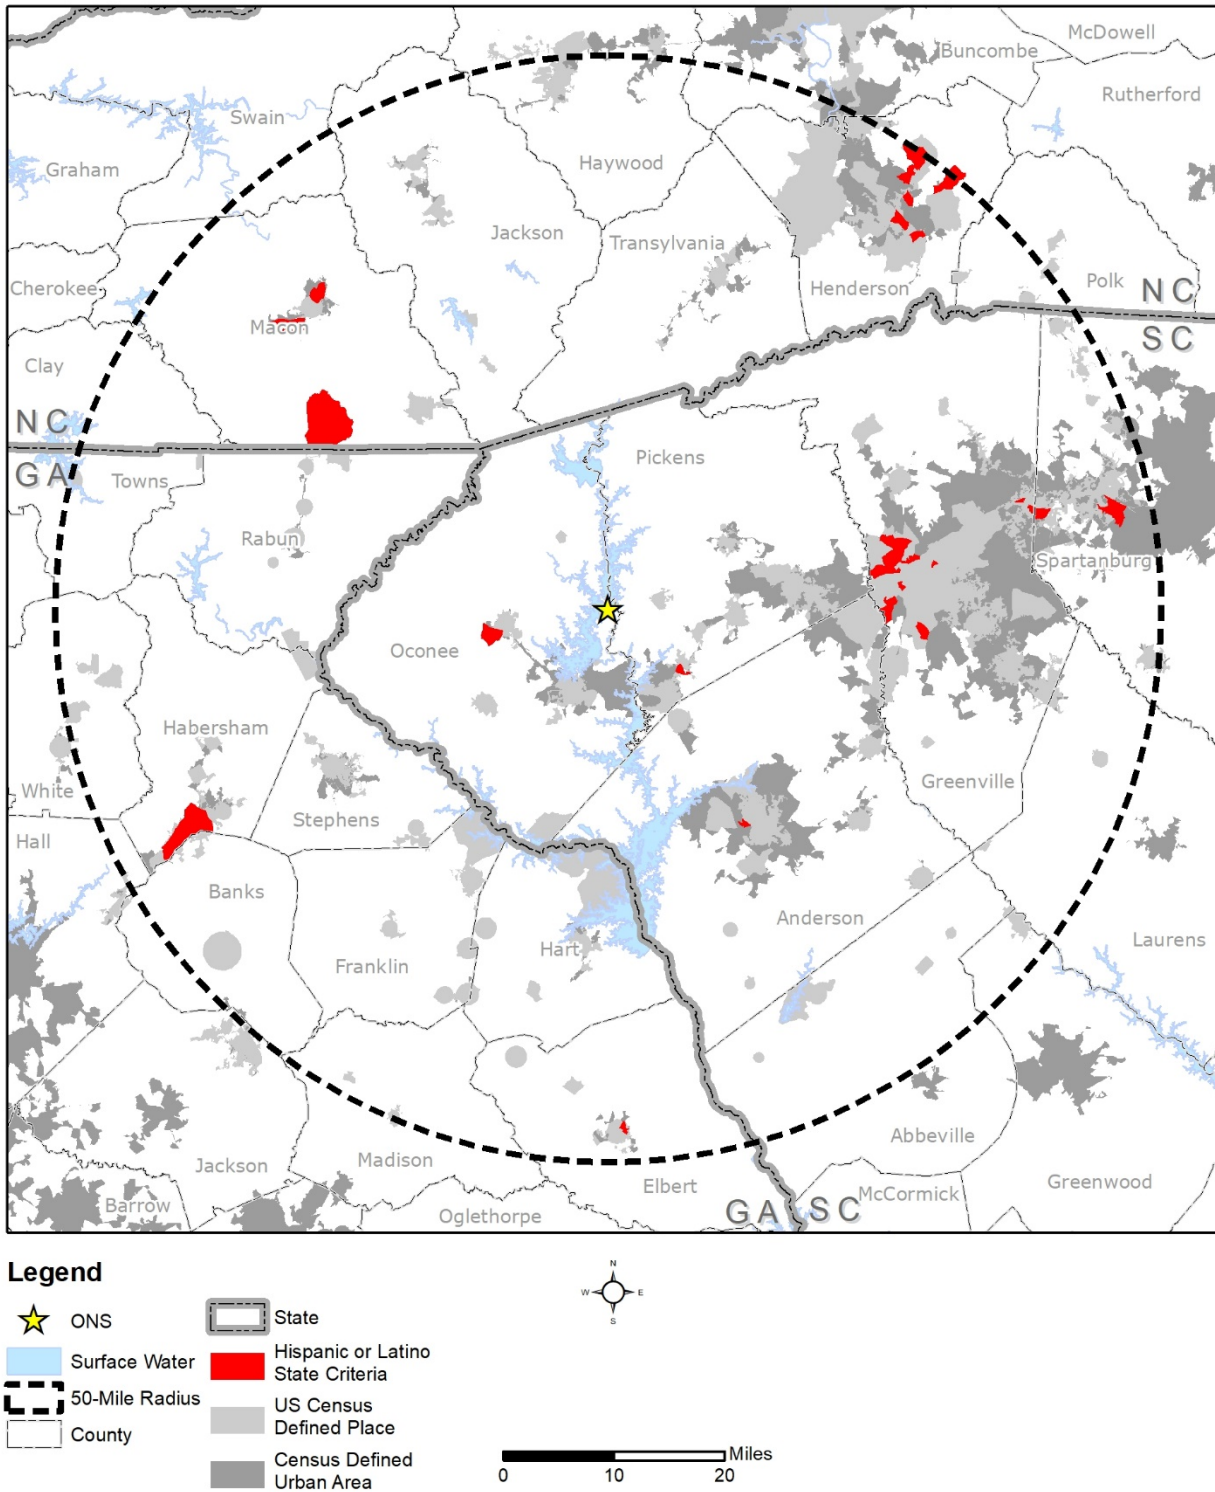 McDowell
Buncombe
Rutherford
Swain
Haywood
Graham
Jackson
Transylvania
Cherokee
Henderson
Polk
NC
Macon
SC
Clay
NC
Pickens
GA
Towns
Rabun
Spartanburg
Oconee
Habersham
White
Greenville
Stephens
Hall
Banks
Anderson
Laurens
Hart
Franklin
Abbeville
Madison
Jackson
Greenwood
Elbert
McCormick
Barrow
Oglethorpe
GA SC
Legend
ONS
State
Surface Water
Hispanic or Latino
State Criteria
50-Mile Radius
US Census
Defined Place
County
Census Defined
Urban Area
N
W E
S
Miles
0 10 20